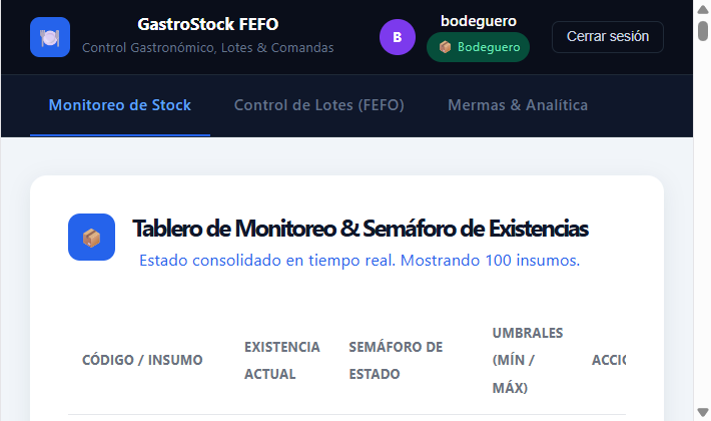 GastroStock FEFO
Control Gastronómico, Lotes & Comandas
B
bodeguero
Bodeguero
Cerrar sesión
Monitoreo de Stock
Control de Lotes (FEFO)
Mermas & Analítica
Tablero de Monitoreo & Semáforo de Existencias
Estado consolidado en tiempo real. Mostrando 100 insumos.
CÓDIGO / INSUMO
EXISTENCIA
ACTUAL
SEMÁFORO DE
ESTADO
UMBRALES
(MÍN /
MÁX)